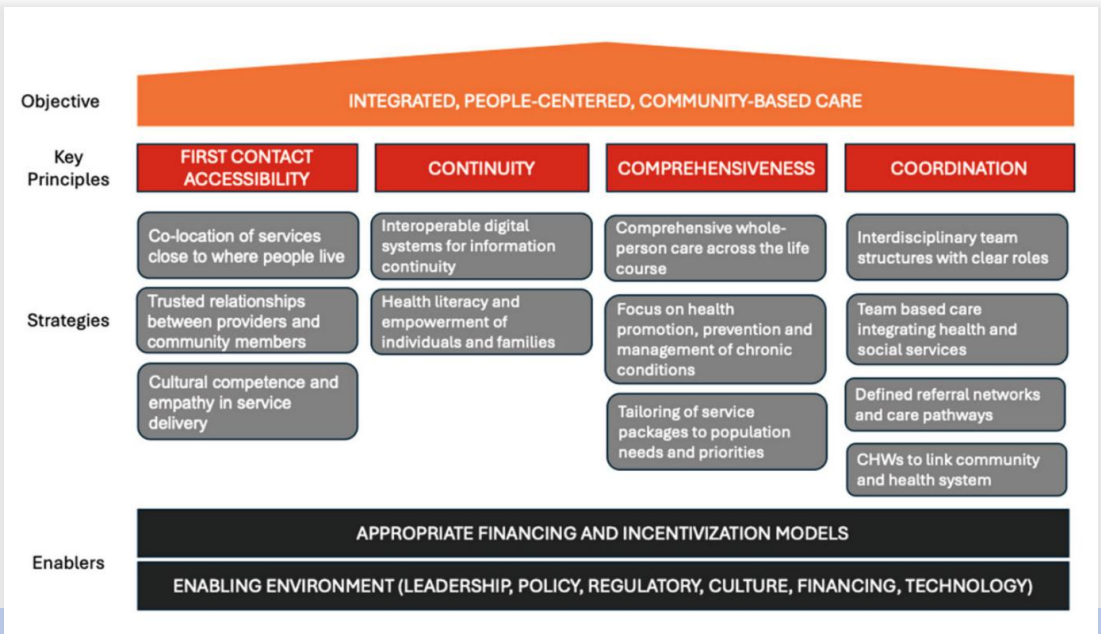 Objective
INTEGRATED, PEOPLE-CENTERED, COMMUNITY-BASED CARE
Key
Principles
FIRST CONTACT
ACCESSIBILITY
CONTINUITY
COMPREHENSIVENESS
COORDINATION
Strategies
Co-location of services
close to where people live
Trusted relationships
between providers and
community members
Cultural competence and
empathy in service
delivery
Interoperable digital
systems for information
continuity
Health literacy and
empowerment of
individuals and families
Comprehensive whole-
person care across the life
course
Focus on health
promotion, prevention and
management of chronic
conditions
Tailoring of service
packages to population
needs and priorities
Interdisciplinary team
structures with clear roles
Team based care
integrating health and
social services
Defined referral networks
and care pathways
CHWs to link community
and health system
Enablers
APPROPRIATE FINANCING AND INCENTIVIZATION MODELS
ENABLING ENVIRONMENT (LEADERSHIP, POLICY, REGULATORY, CULTURE, FINANCING, TECHNOLOGY)